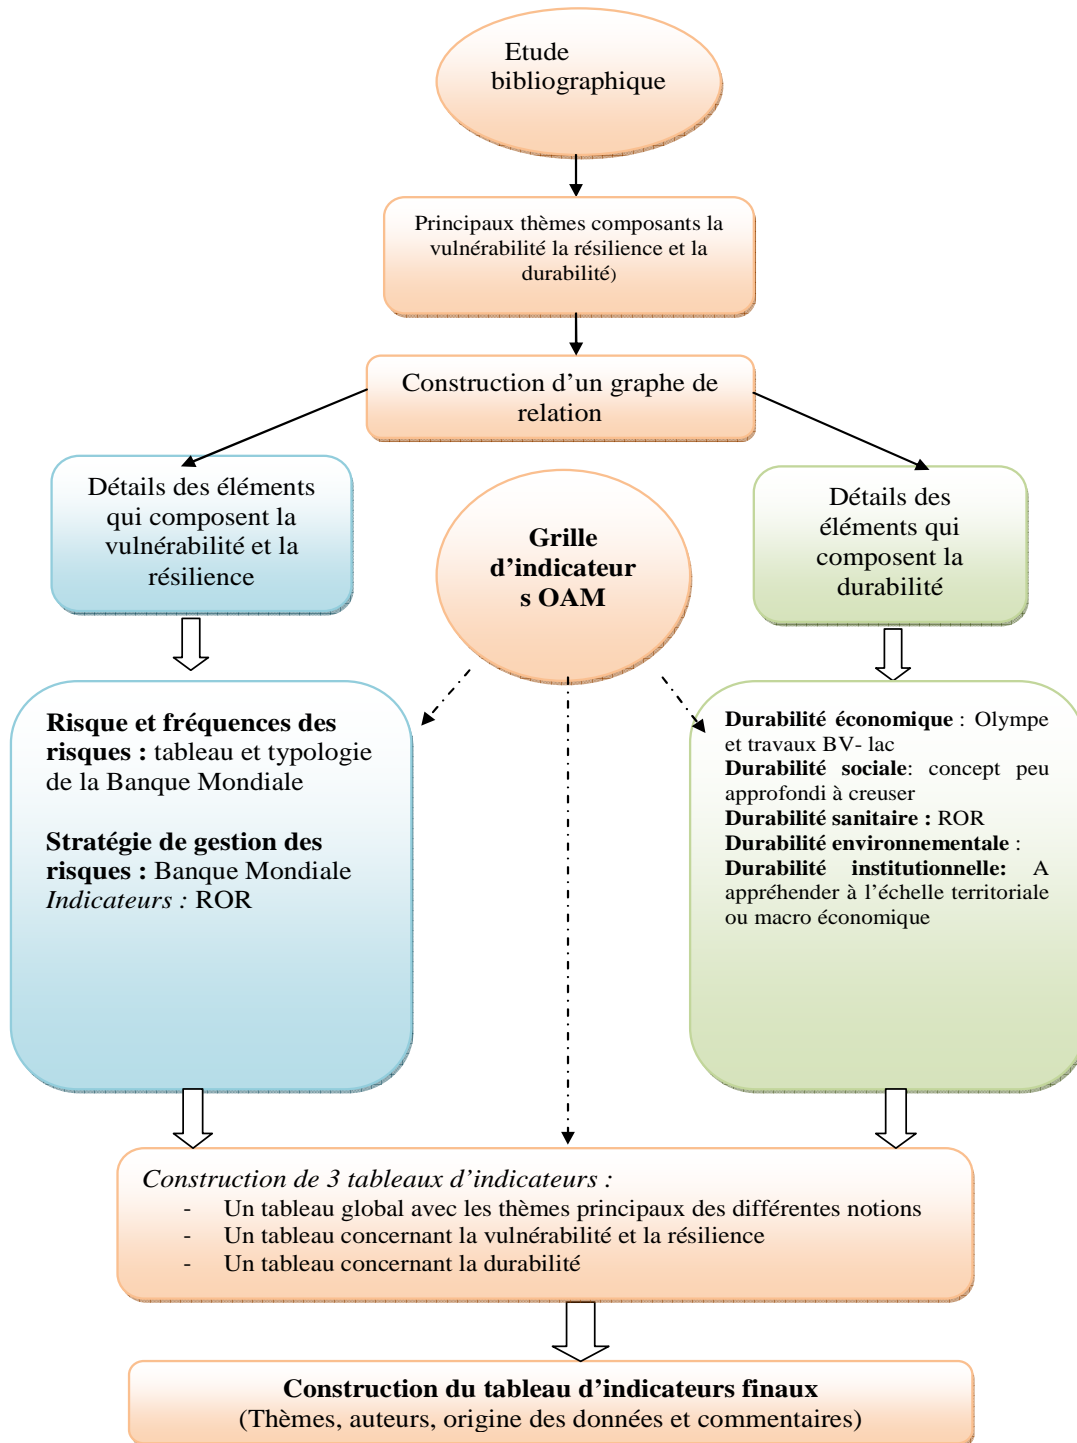 Etude
bibliographique
Principaux thèmes composants la
vulnérabilité la résilience et la
durabilité)
Construction d’un graphe de
relation
Détails des éléments
qui composent la
vulnérabilité et la
résilience
Grille
d’indicateur
s OAM
Détails des
éléments qui
composent la
durabilité
Risque et fréquences des
risques : tableau et typologie
de la Banque Mondiale
Stratégie de gestion des
risques : Banque Mondiale
Indicateurs : ROR
Durabilité économique : Olympe
et travaux BV- lac
Durabilité sociale: concept peu
approfondi à creuser
Durabilité sanitaire : ROR
Durabilité environnementale :
Durabilité institutionnelle: A
appréhender à l’échelle territoriale
ou macro économique
Construction de 3 tableaux d’indicateurs :
- Un tableau global avec les thèmes principaux des différentes notions
- Un tableau concernant la vulnérabilité et la résilience
- Un tableau concernant la durabilité
Construction du tableau d’indicateurs finaux
(Thèmes, auteurs, origine des données et commentaires)